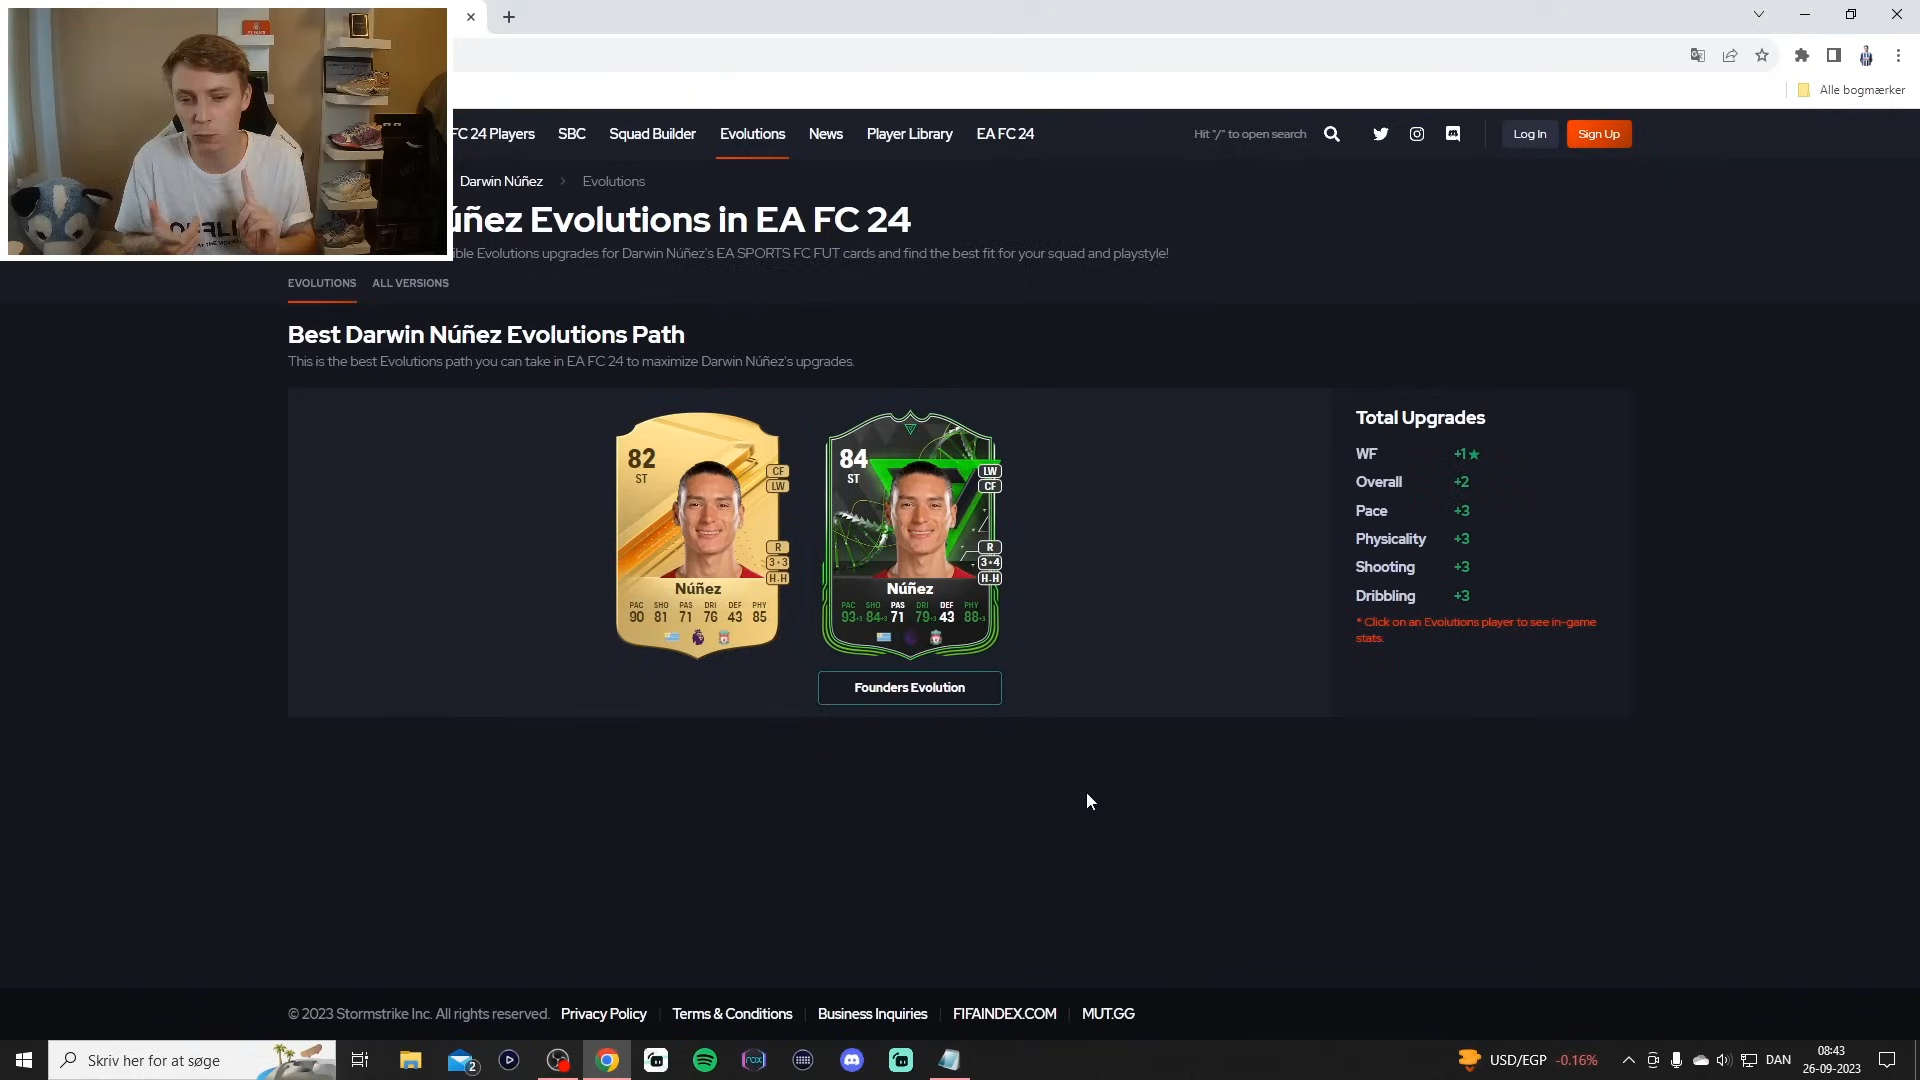 Alle bogmærker
FC 24 Players SBC Squad Builder Evolutions News Player Library EA FC 24 Hit "/" to open search Log In Sign Up
Darwin Núñez > Evolutions
úñez Evolutions in EA FC 24
ible Evolutions upgrades for Darwin Núñez's EA SPORTS FC FUT cards and find the best fit for your squad and playstyle!
EVOLUTIONS ALL VERSIONS
Best Darwin Núñez Evolutions Path
This is the best Evolutions path you can take in EA FC 24 to maximize Darwin Núñez's upgrades.
82
ST
CF
LW
R
3★3
H-H
Núñez
PAC SHO PAS DRI DEF PHY
90 81 71 76 43 85
84
ST
LW
CF
R
3★4
H-H
Núñez
PAC SHO PAS DRI DEF PHY
93+3 84+3 71 79+3 43 88+3
Founders Evolution
Total Upgrades
WF +1★
Overall +2
Pace +3
Physicality +3
Shooting +3
Dribbling +3
* Click on an Evolutions player to see in-game
stats.
© 2023 Stormstrike Inc. All rights reserved. Privacy Policy | Terms & Conditions | Business Inquiries | FIFAINDEX.COM | MUT.GG
Skriv her for at søge
2
USD/EGP -0.16%
DAN
08:43
26-09-2023